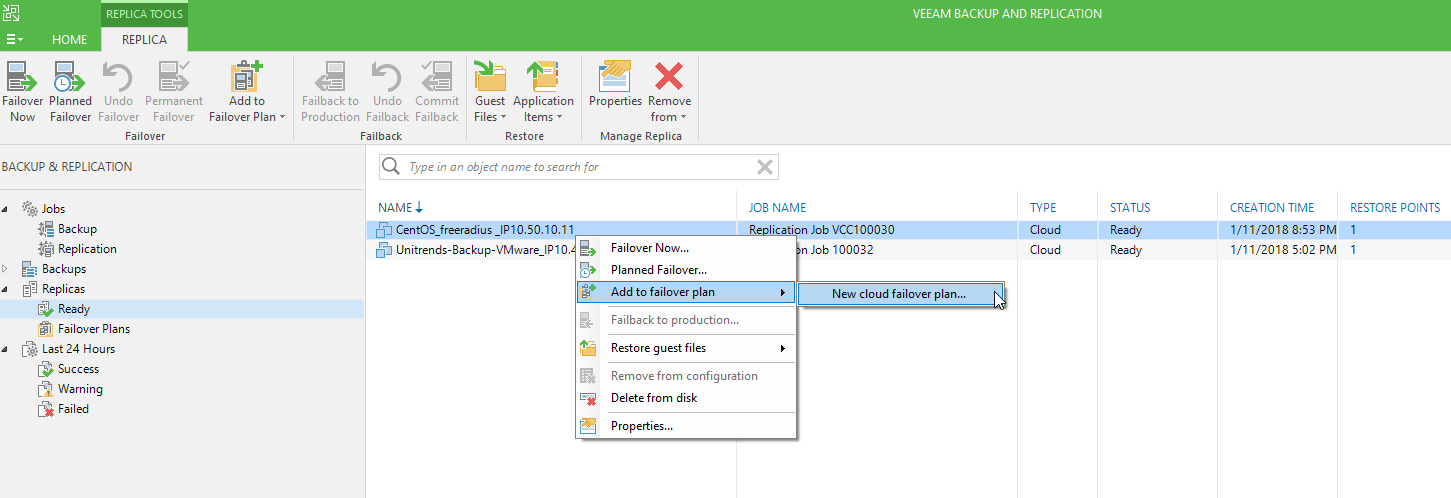 REPLICA TOOLS
VEEAM BACKUP AND REPLICATION
HOME REPLICA
Failover Now
Planned Failover
Undo Failover
Permanent Failover
Add to Failover Plan
Failover
Failback to Production
Undo Failback
Commit Failback
Failback
Guest Files
Application Items
Restore
Properties
Remove from
Manage Replica
BACKUP & REPLICATION
Jobs
Backup
Replication
Backups
Replicas
Ready
Failover Plans
Last 24 Hours
Success
Warning
Failed
Type in an object name to search for
NAME JOB NAME TYPE STATUS CREATION TIME RESTORE POINTS
CentOS_freeradius _IP10.50.10.11 Replication Job VCC100030 Cloud Ready 1/11/2018 8:53 PM 1
Unitrends-Backup-VMware_IP10.4 on Job 100032 Cloud Ready 1/11/2018 5:02 PM 1
Failover Now...
Planned Failover...
Add to failover plan
New cloud failover plan...
Failback to production...
Restore guest files
Remove from configuration
Delete from disk
Properties...